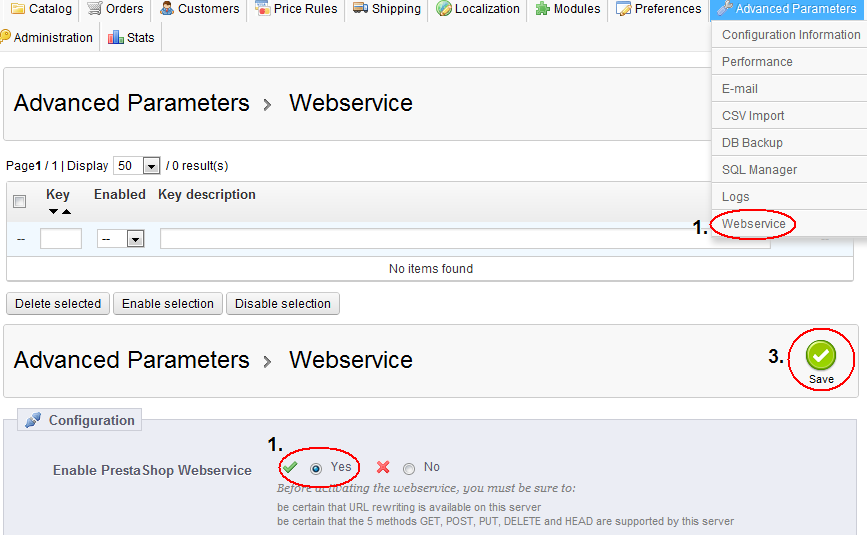 Catalog Orders Customers Price Rules Shipping Localization Modules Preferences Advanced Parameters
Administration Stats
Configuration Information
Performance
E-mail
CSV Import
DB Backup
SQL Manager
Logs
1. Webservice
Advanced Parameters > Webservice
Page1 / 1 | Display 50 / 0 result(s)
Key Enabled Key description
-- -- --
No items found
Delete selected Enable selection Disable selection
Advanced Parameters > Webservice
3. Save
Configuration
1.
Enable PrestaShop Webservice Yes No
Before activating the webservice, you must be sure to:
be certain that URL rewriting is available on this server
be certain that the 5 methods GET, POST, PUT, DELETE and HEAD are supported by this server